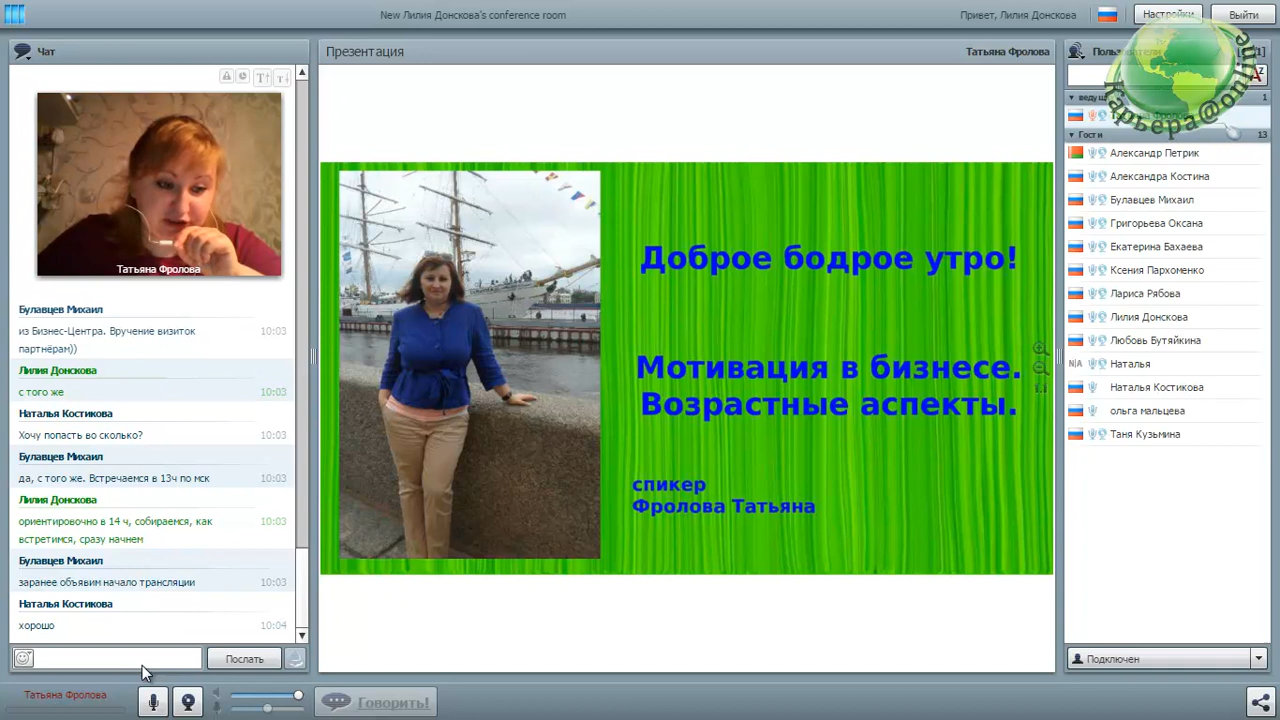 New Лилия Донскова's conference room
Привет, Лилия Донскова
Настройки
Выйти
Чат
Татьяна Фролова
Булавцев Михаил
из Бизнес-Центра. Вручение визиток
партнёрам))
10:03
Лилия Донскова
с того же
10:03
Наталья Костикова
Хочу попасть во сколько?
10:03
Булавцев Михаил
да, с того же. Встречаемся в 13ч по мск
10:03
Лилия Донскова
ориентировочно в 14 ч, собираемся, как
встретимся, сразу начнем
10:03
Булавцев Михаил
заранее объявим начало трансляции
10:03
Наталья Костикова
хорошо
10:04
Послать
Татьяна Фролова
Говорить!
Презентация
Татьяна Фролова
Доброе бодрое утро!
Мотивация в бизнесе.
Возрастные аспекты.
спикер
Фролова Татьяна
1:1
Карьера@online
Гости
13
Александр Петрик
Александра Костина
Булавцев Михаил
Григорьева Оксана
Екатерина Бахаева
Ксения Пархоменко
Лариса Рябова
Лилия Донскова
Любовь Бутяйкина
N/A Наталья
Наталья Костикова
ольга мальцева
Таня Кузьмина
Подключен